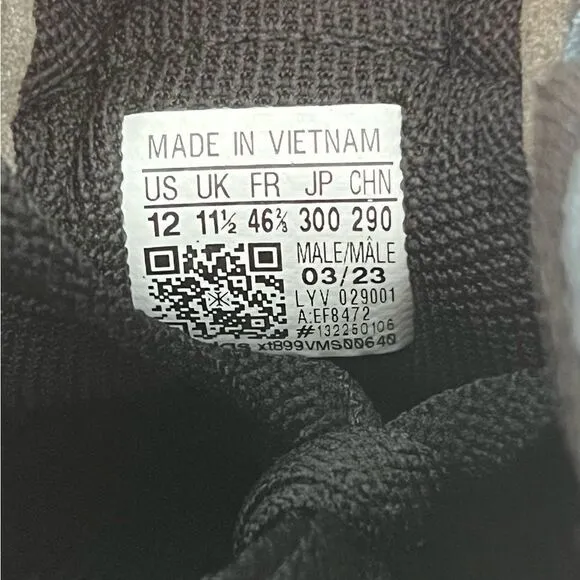 MADE IN VIETNAM
US UK FR JP CHN
12 11½ 46⅔ 300 290
MALE/MÂLE
03/23
LYV 029001
A:EF8472
#132250106
xt899VMS00640